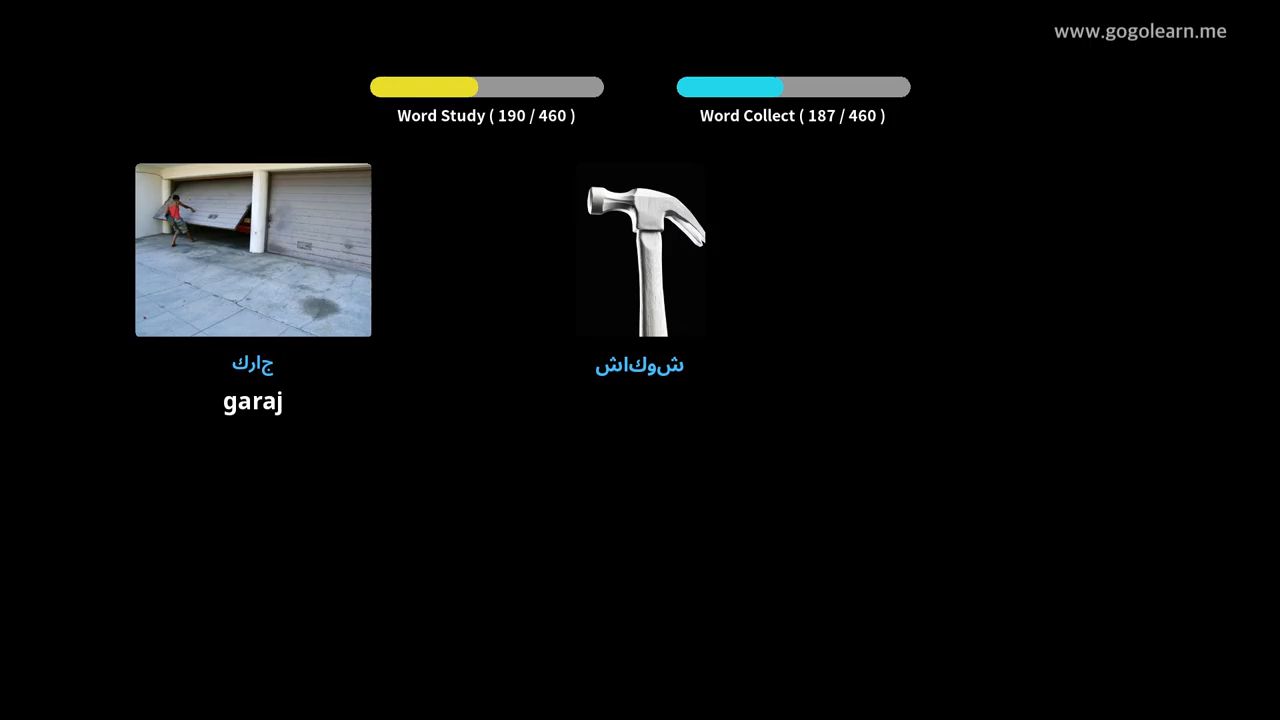 www.gogolearn.me
Word Study ( 190 / 460 )
Word Collect ( 187 / 460 )
جارك
garaj
شوكاش